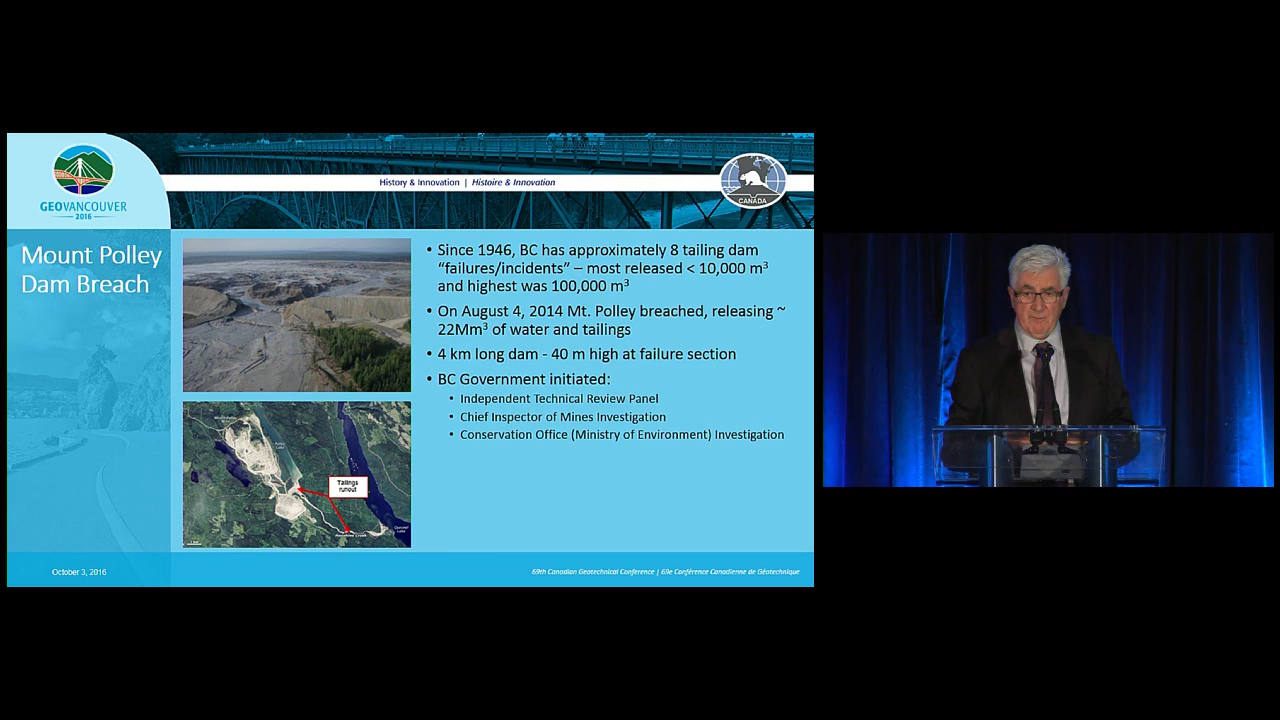 GEOVANCOUVER
2016
History & Innovation | Histoire & Innovation
CANADA
Mount Polley
Dam Breach
• Since 1946, BC has approximately 8 tailing dam
“failures/incidents” – most released < 10,000 m³
and highest was 100,000 m³
• On August 4, 2014 Mt. Polley breached, releasing ~
22Mm³ of water and tailings
• 4 km long dam - 40 m high at failure section
• BC Government initiated:
• Independent Technical Review Panel
• Chief Inspector of Mines Investigation
• Conservation Office (Ministry of Environment) Investigation
Tailings
runout
October 3, 2016
69th Canadian Geotechnical Conference | 69e Conférence Canadienne de Géotechnique